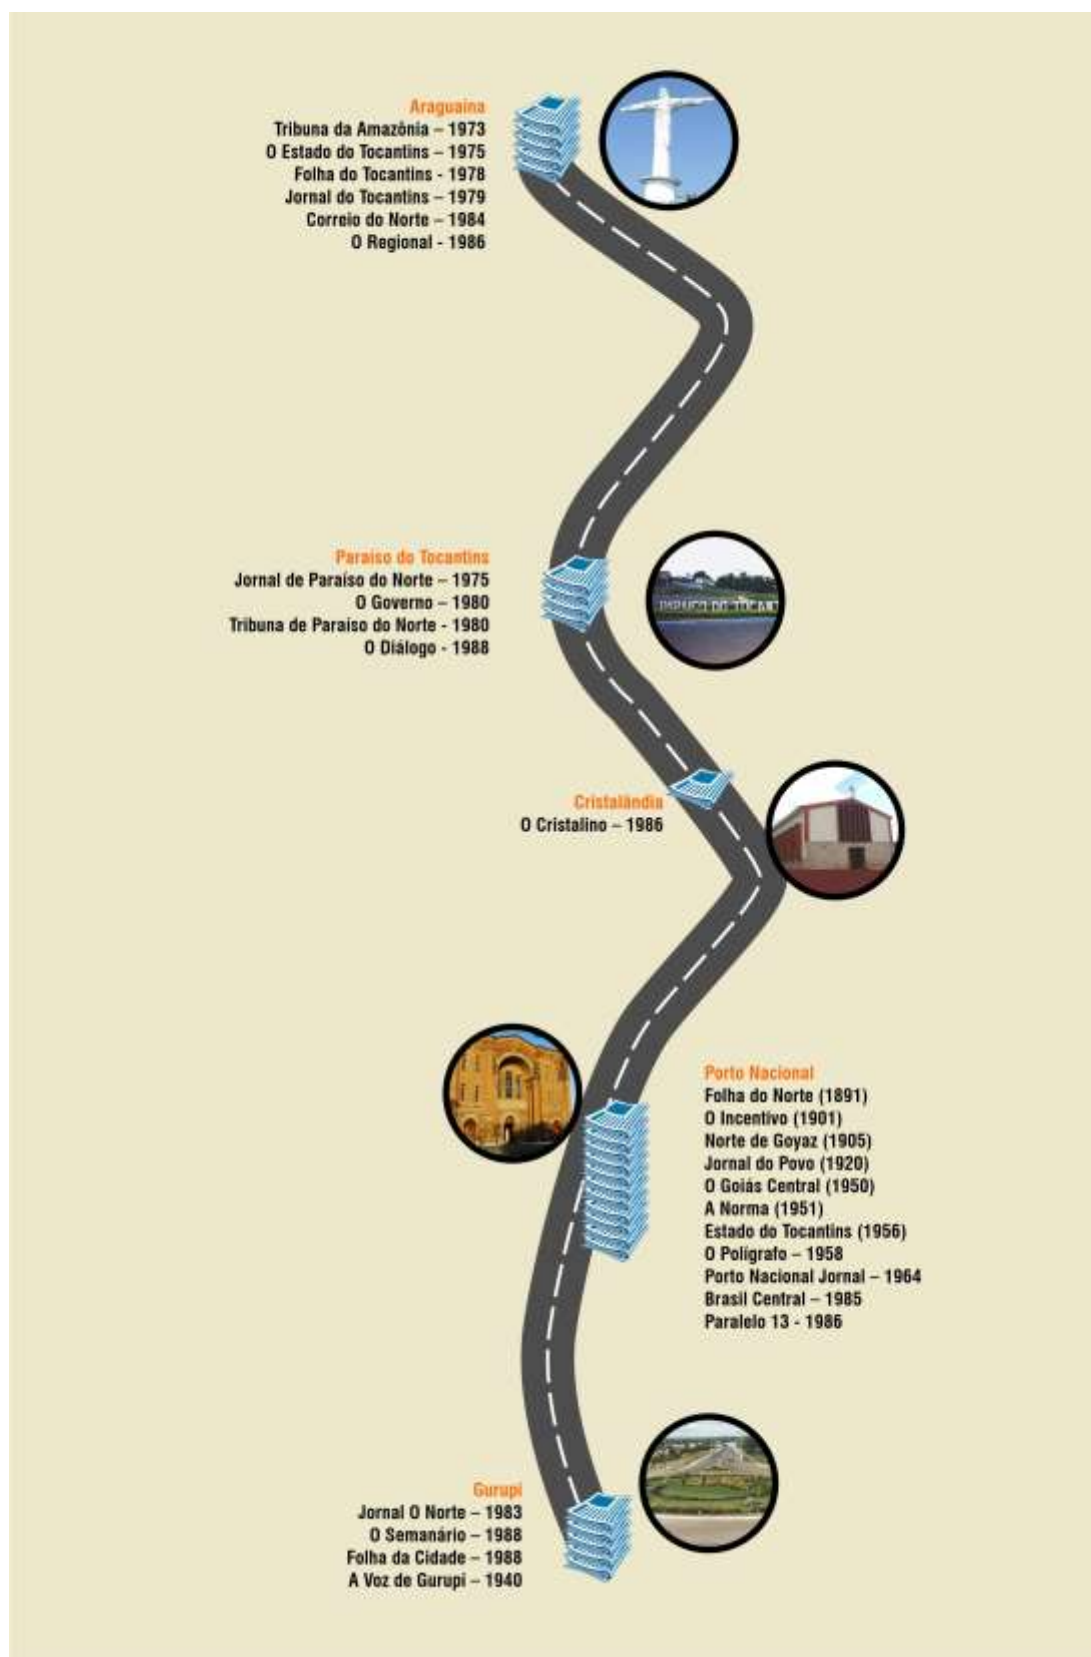 Araguaína
Tribuna da Amazônia – 1973
O Estado do Tocantins – 1975
Folha do Tocantins - 1978
Jornal do Tocantins – 1979
Correio do Norte – 1984
O Regional - 1986
Paraíso do Tocantins
Jornal de Paraíso do Norte – 1975
O Governo – 1980
Tribuna de Paraíso do Norte - 1980
O Diálogo - 1988
Cristalândia
O Cristalino – 1986
Porto Nacional
Folha do Norte (1891)
O Incentivo (1901)
Norte de Goyaz (1905)
Jornal do Povo (1920)
O Goiás Central (1950)
A Norma (1951)
Estado do Tocantins (1956)
O Polígrafo – 1958
Porto Nacional Jornal – 1964
Brasil Central – 1985
Paralelo 13 - 1986
Gurupi
Jornal O Norte – 1983
O Semanário – 1988
Folha da Cidade – 1988
A Voz de Gurupi – 1940